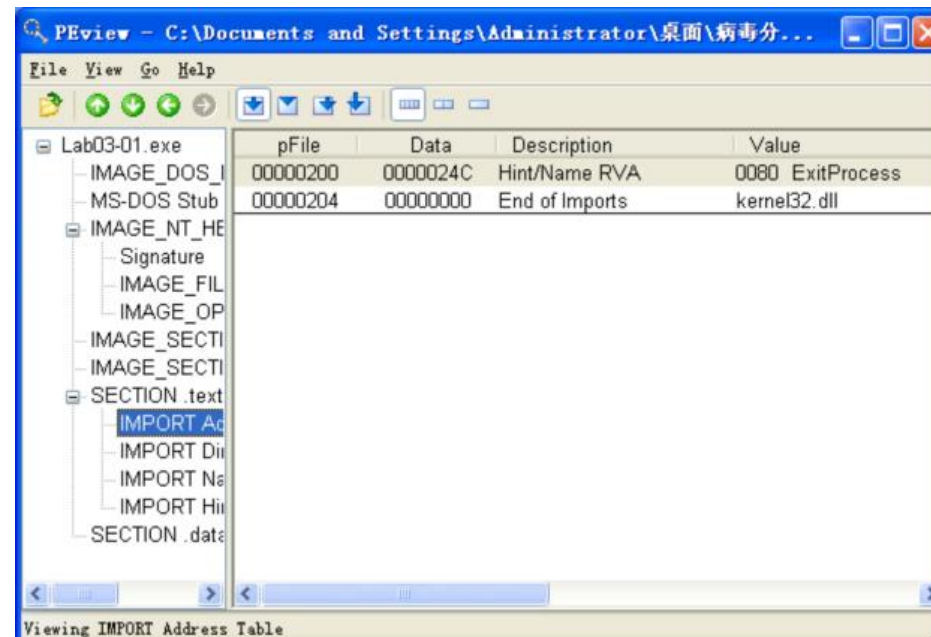 PEview - C:\Documents and Settings\Administrator\桌面\病毒分...
File View Go Help
Lab03-01.exe
IMAGE_DOS_
MS-DOS Stub
IMAGE_NT_HE
Signature
IMAGE_FIL
IMAGE_OP
IMAGE_SECTI
IMAGE_SECTI
SECTION .text
IMPORT Ad
IMPORT Di
IMPORT Na
IMPORT Hi
SECTION .data
pFile Data Description Value
00000200 0000024C Hint/Name RVA 0080 ExitProcess
00000204 00000000 End of Imports kernel32.dll
Viewing IMPORT Address Table